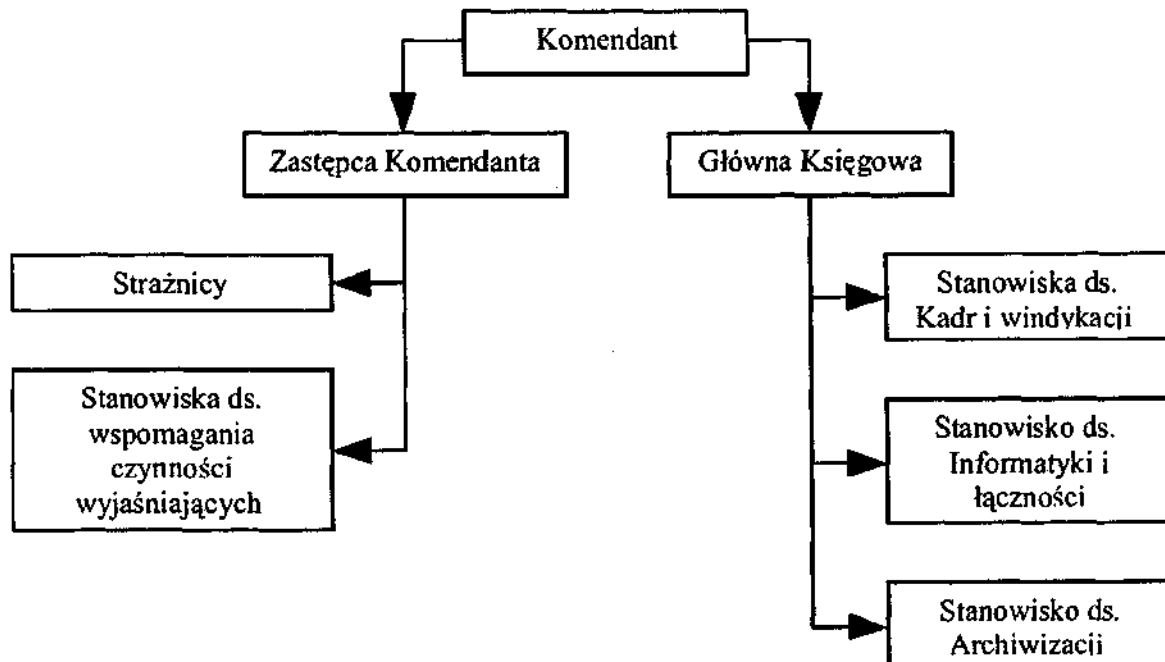 Komendant
Zastępca Komendanta
Główna Księgowa
Strażnicy
Stanowiska ds.
wspomagania
czynności
wyjaśniających
Stanowiska ds.
Kadr i windykacji
Stanowisko ds.
Informatyki i
łączności
Stanowisko ds.
Archiwizacji